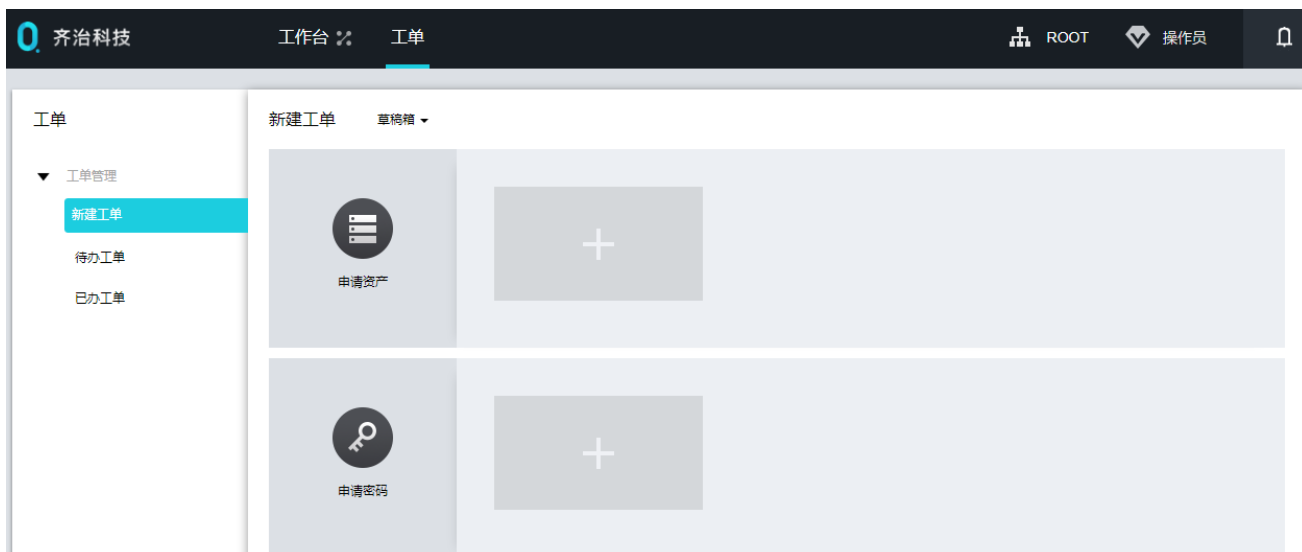 齐治科技 工作台 工单 ROOT 操作员
工单
工单管理
新建工单
待办工单
已办工单
新建工单 草稿箱
申请资产
申请密码